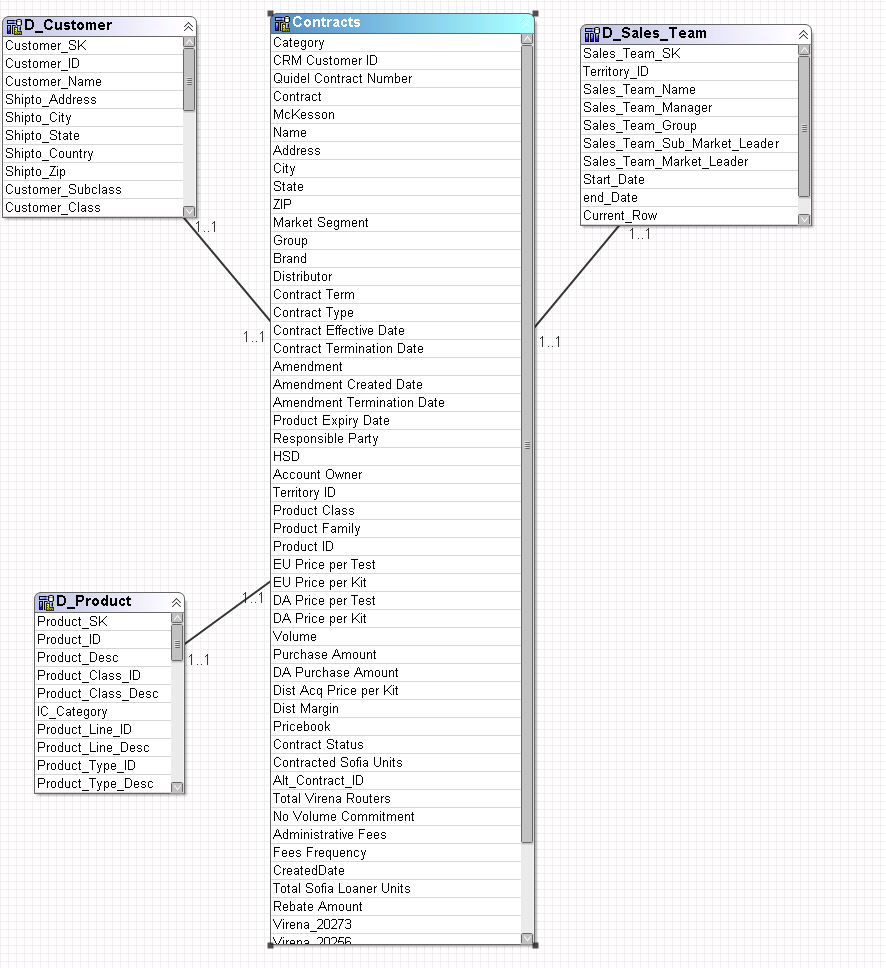 D_Customer
Customer_SK
Customer_ID
Customer_Name
Shipto_Address
Shipto_City
Shipto_State
Shipto_Country
Shipto_Zip
Customer_Subclass
Customer_Class
1..1
1..1
Contracts
Category
CRM Customer ID
Quidel Contract Number
Contract
McKesson
Name
Address
City
State
ZIP
Market Segment
Group
Brand
Distributor
Contract Term
Contract Type
Contract Effective Date
Contract Termination Date
Amendment
Amendment Created Date
Amendment Termination Date
Product Expiry Date
Responsible Party
HSD
Account Owner
Territory ID
Product Class
Product Family
Product ID
EU Price per Test
EU Price per Kit
DA Price per Test
DA Price per Kit
Volume
Purchase Amount
DA Purchase Amount
Dist Acq Price per Kit
Dist Margin
Pricebook
Contract Status
Contracted Sofia Units
Alt_Contract_ID
Total Virena Routers
No Volume Commitment
Administrative Fees
Fees Frequency
CreatedDate
Total Sofia Loaner Units
Rebate Amount
Virena_20273
Virena_20256
D_Sales_Team
Sales_Team_SK
Territory_ID
Sales_Team_Name
Sales_Team_Manager
Sales_Team_Group
Sales_Team_Sub_Market_Leader
Sales_Team_Market_Leader
Start_Date
end_Date
Current_Row
1..1
1..1
D_Product
Product_SK
Product_ID
Product_Desc
Product_Class_ID
Product_Class_Desc
IC_Category
Product_Line_ID
Product_Line_Desc
Product_Type_ID
Product_Type_Desc
1..1
1..1